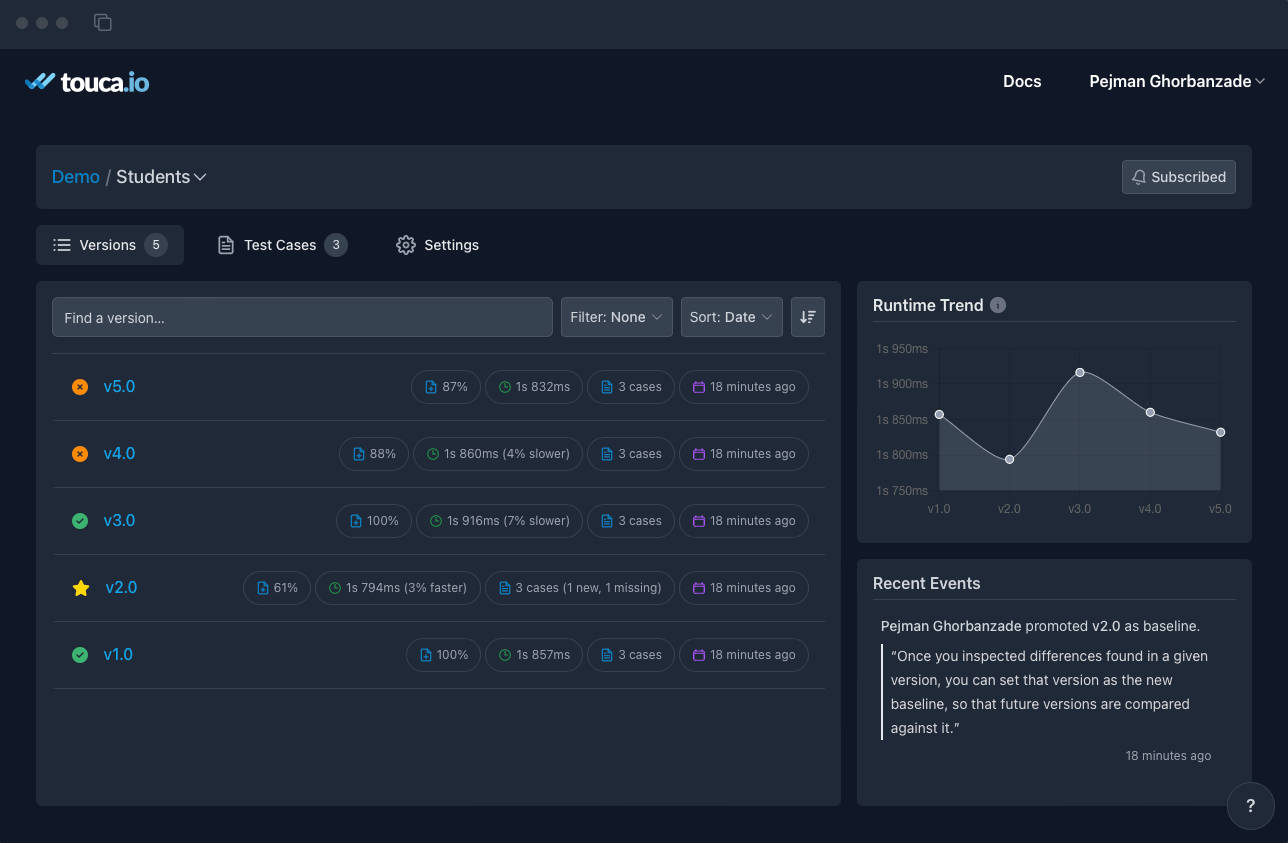 touca.io
Docs
Pejman Ghorbanzade
Demo / Students
Subscribed
Versions 5
Test Cases 3
Settings
Find a version...
Filter: None
Sort: Date
v5.0 87% 1s 832ms 3 cases 18 minutes ago
v4.0 88% 1s 860ms (4% slower) 3 cases 18 minutes ago
v3.0 100% 1s 916ms (7% slower) 3 cases 18 minutes ago
v2.0 61% 1s 794ms (3% faster) 3 cases (1 new, 1 missing) 18 minutes ago
v1.0 100% 1s 857ms 3 cases 18 minutes ago
Runtime Trend i
1s 950ms
1s 900ms
1s 850ms
1s 800ms
1s 750ms
v1.0 v2.0 v3.0 v4.0 v5.0
Recent Events
Pejman Ghorbanzade promoted v2.0 as baseline.
“Once you inspected differences found in a given
version, you can set that version as the new
baseline, so that future versions are compared
against it.”
18 minutes ago
?